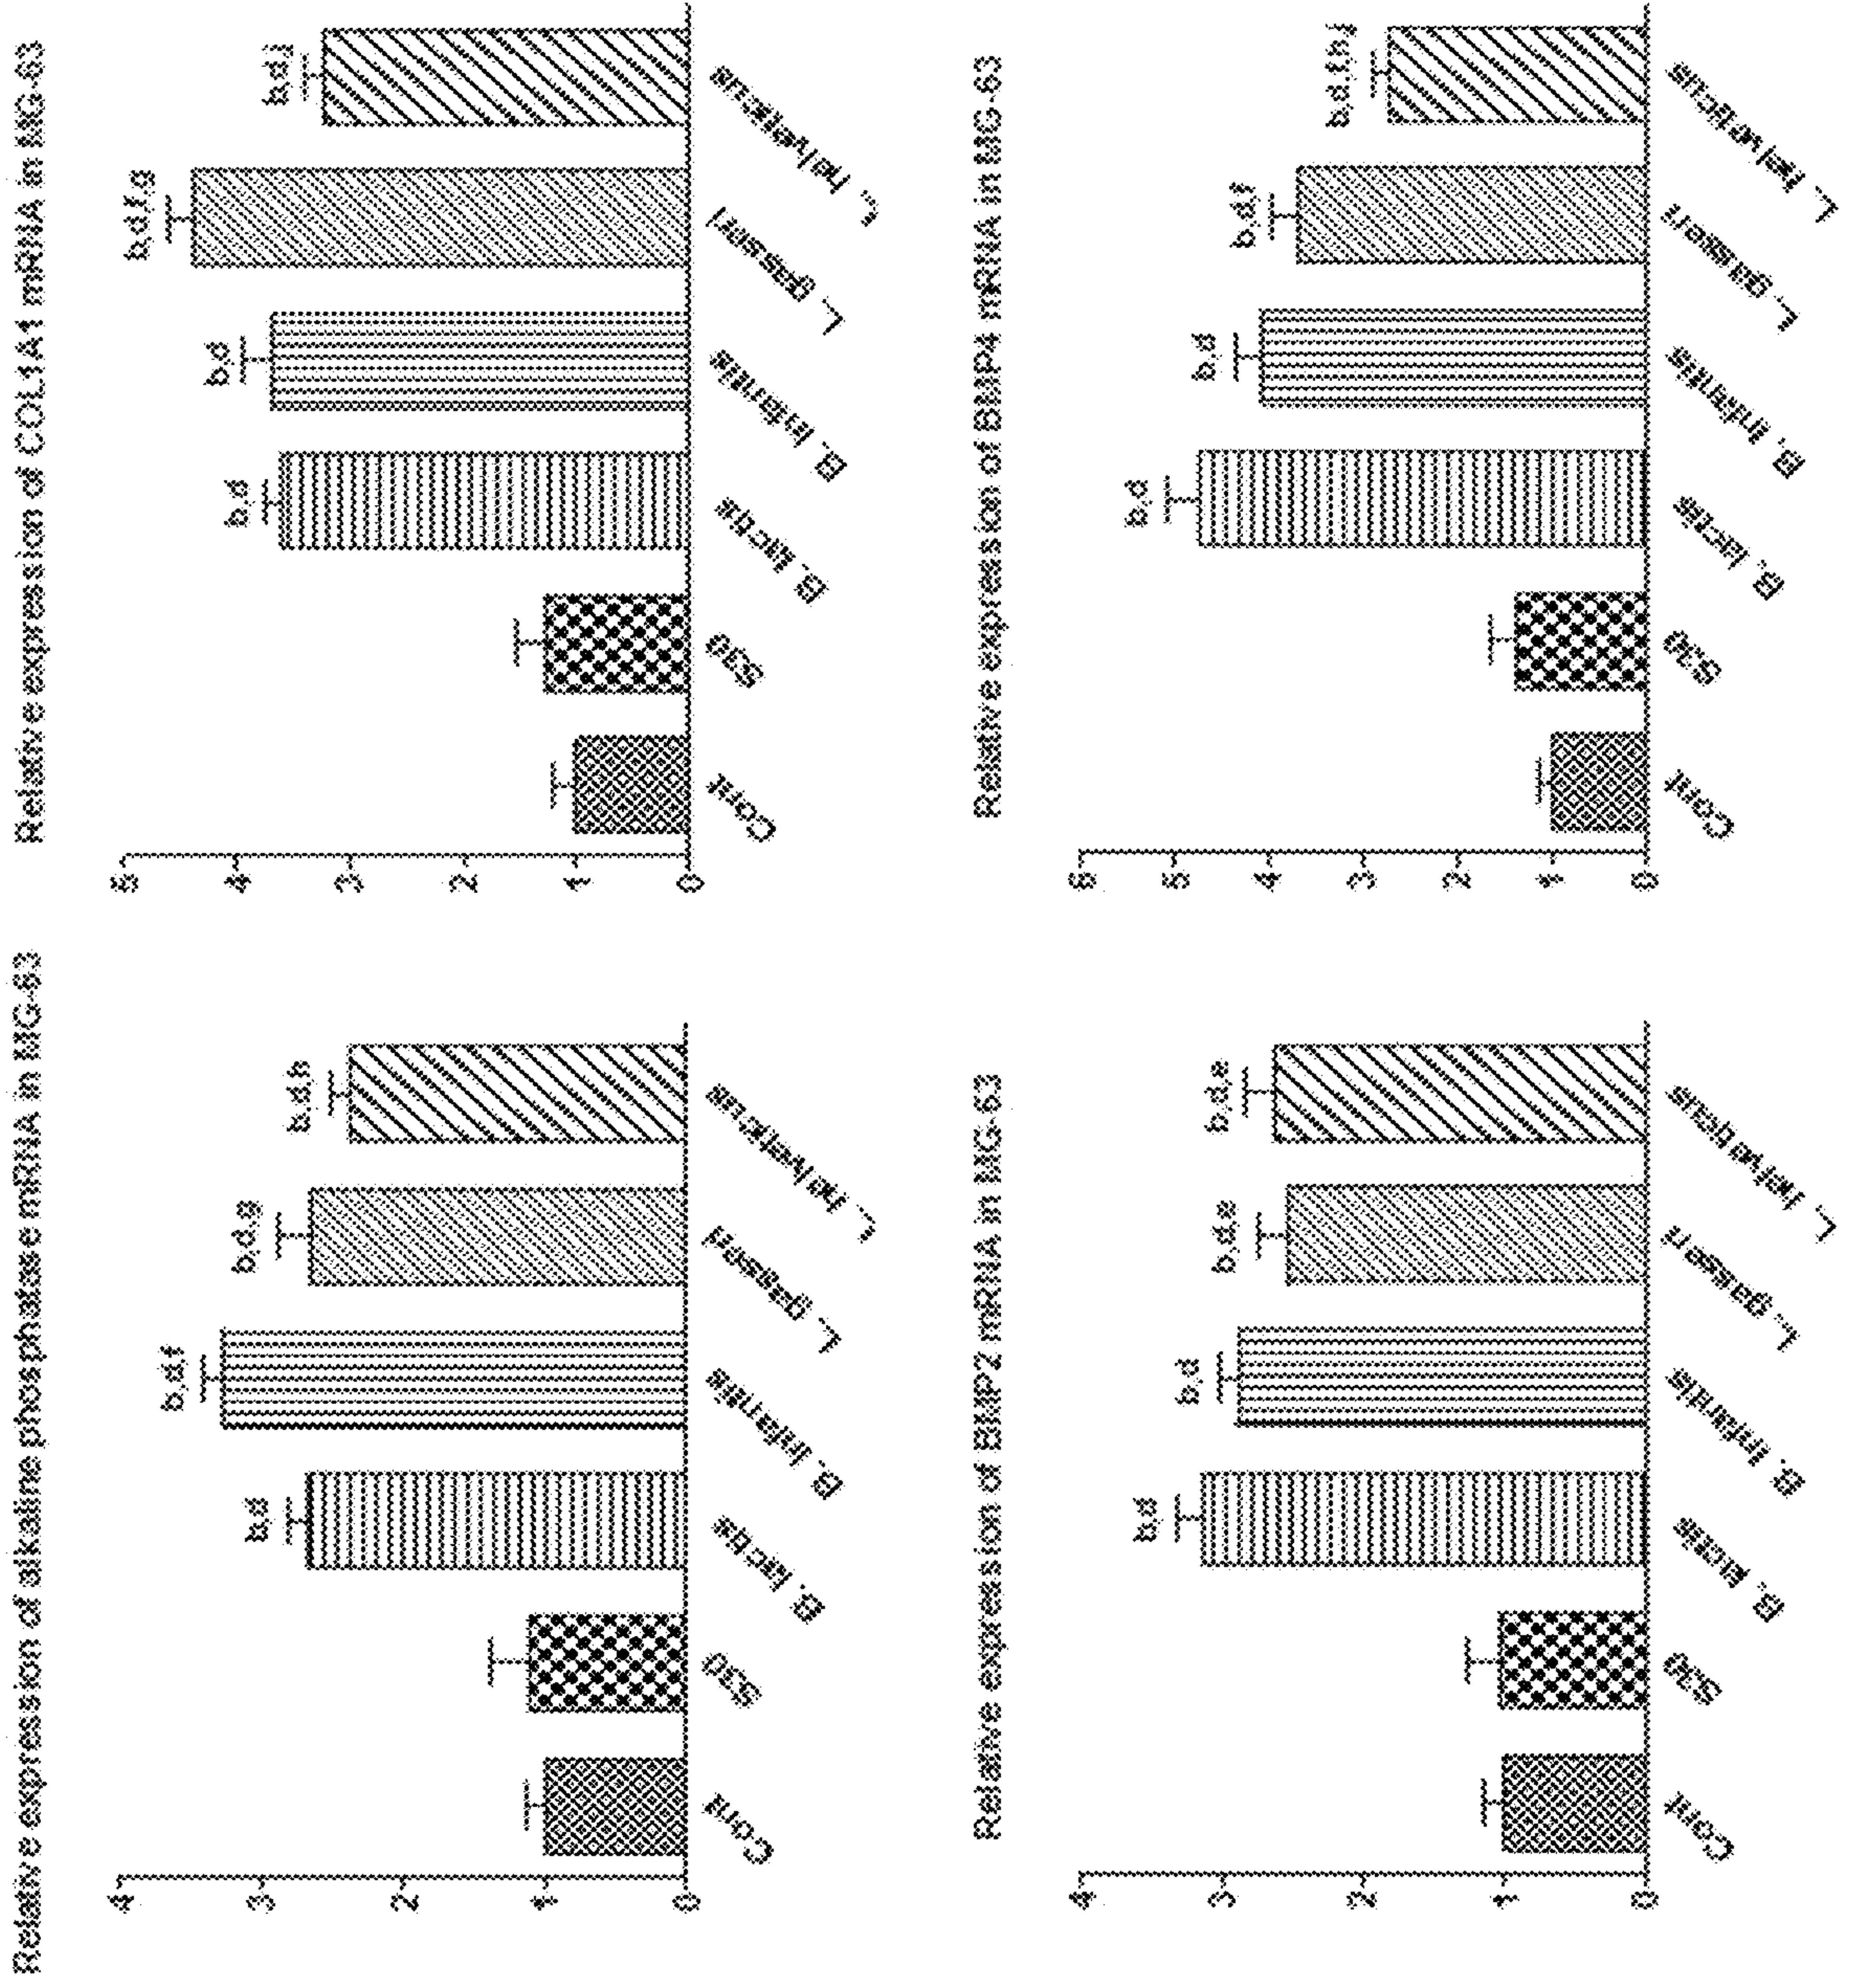 Relative expression of alkaline phosphatase mRNA in MG-63
4
3
2
1
0
b,d
b,d,f
b,d,g
b,d,h
Cont
S30
B. lactis
B. infantis
L. gasseri
L. helveticus
Relative expression of COL1A1 mRNA in MG-63
5
4
3
2
1
0
b,d
b,d
b,d,f,g
b,d,j
Cont
S30
B. lactis
B. infantis
L. gasseri
L. helveticus
Relative expression of BMP2 mRNA in MG-63
4
3
2
1
0
b,d
b,d
b,d,e
b,d,e
Cont
S30
B. lactis
B. infantis
L. gasseri
L. helveticus
Relative expression of BMP4 mRNA in MG-63
6
5
4
3
2
1
0
b,d
b,d
b,d,f
b,d,f,h,j
Cont
S30
B. lactis
B. infantis
L. gasseri
L. helveticus